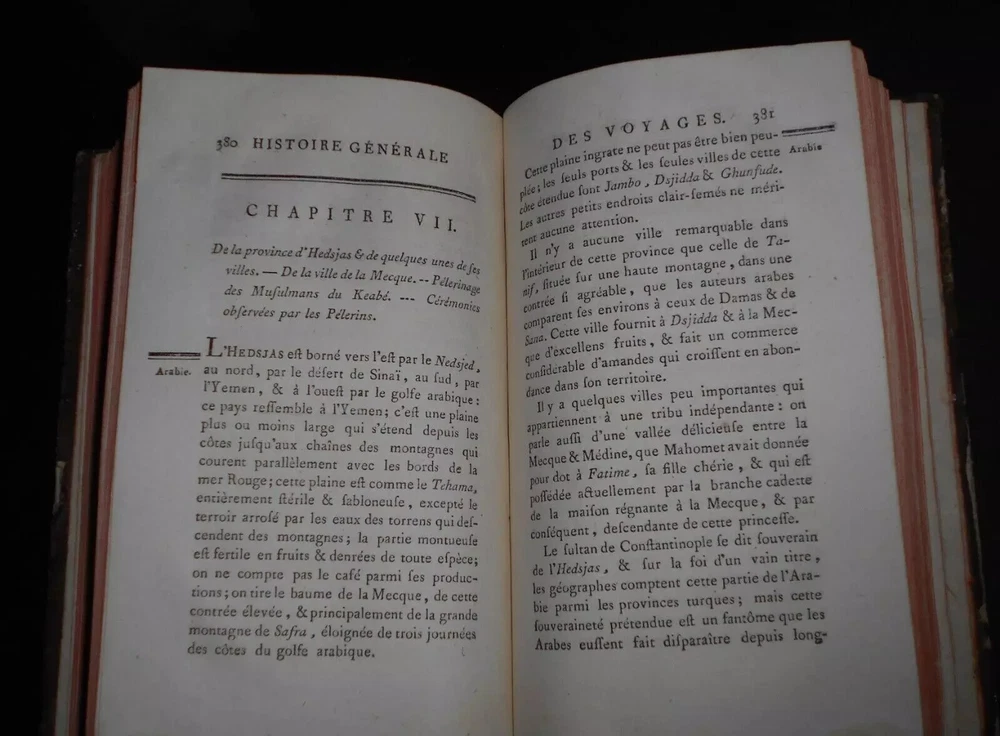 380 HISTOIRE GÉNÉRALE
CHAPITRE VII.
De la province d'Hedsjas & de quelques unes de ſes
villes. — De la ville de la Mecque. -- Pélerinage
des Muſulmans du Keabé. --- Cérémonies
obſervées par les Pélerins.
Arabie.
L'HEDSJAS eſt borné vers l'eſt par le Nedsjed,
au nord, par le déſert de Sinaï, au ſud, par
l'Yemen, & à l'oueſt par le golfe arabique:
ce pays reſſemble à l'Yemen; c'eſt une plaine
plus ou moins large qui s'étend depuis les
côtes juſqu'aux chaînes des montagnes qui
courent parallèlement avec les bords de la
mer Rouge; cette plaine eſt comme le Tchama,
entièrement ſtérile & ſabloneuſe, excepté le
terroir arroſé par les eaux des torrens qui deſ-
cendent des montagnes; la partie montueuſe
eſt fertile en fruits & denrées de toute eſpèce;
on ne compte pas le café parmi ſes produc-
tions; on tire le baume de la Mecque, de cette
contrée élevée, & principalement de la grande
montagne de Safra, éloignée de trois journées
des côtes du golfe arabique.
DES VOYAGES. 381
Arabie
Cette plaine ingrate ne peut pas être bien peu-
plée; les ſeuls ports & les ſeules villes de cette
côte étendue ſont Jambo, Dsjidda & Ghunfude.
Les autres petits endroits clair-ſemés ne méri-
tent aucune attention.
Il n'y a aucune ville remarquable dans
l'intérieur de cette province que celle de Ta-
nif, ſituée ſur une haute montagne, dans une
contrée ſi agréable, que les auteurs arabes
comparent ſes environs à ceux de Damas & de
Sana. Cette ville fournit à Dsjidda & à la Mec-
que d'excellens fruits, & fait un commerce
conſidérable d'amandes qui croiſſent en abon-
dance dans ſon territoire.
Il y a quelques villes peu importantes qui
appartiennent à une tribu indépendante: on
parle auſſi d'une vallée délicieuſe entre la
Mecque & Médine, que Mahomet avait donnée
pour dot à Fatime, ſa fille chérie, & qui eſt
poſſédée actuellement par la branche cadette
de la maiſon régnante à la Mecque, & par
conſéquent, deſcendante de cette princeſſe.
Le ſultan de Conſtantinople ſe dit ſouverain
de l'Hedsjas, & ſur la foi d'un vain titre,
les géographes comptent cette partie de l'Ara-
bie parmi les provinces turques; mais cette
ſouveraineté prétendue eſt un fantôme que les
Arabes euſſent fait diſparaître depuis long-